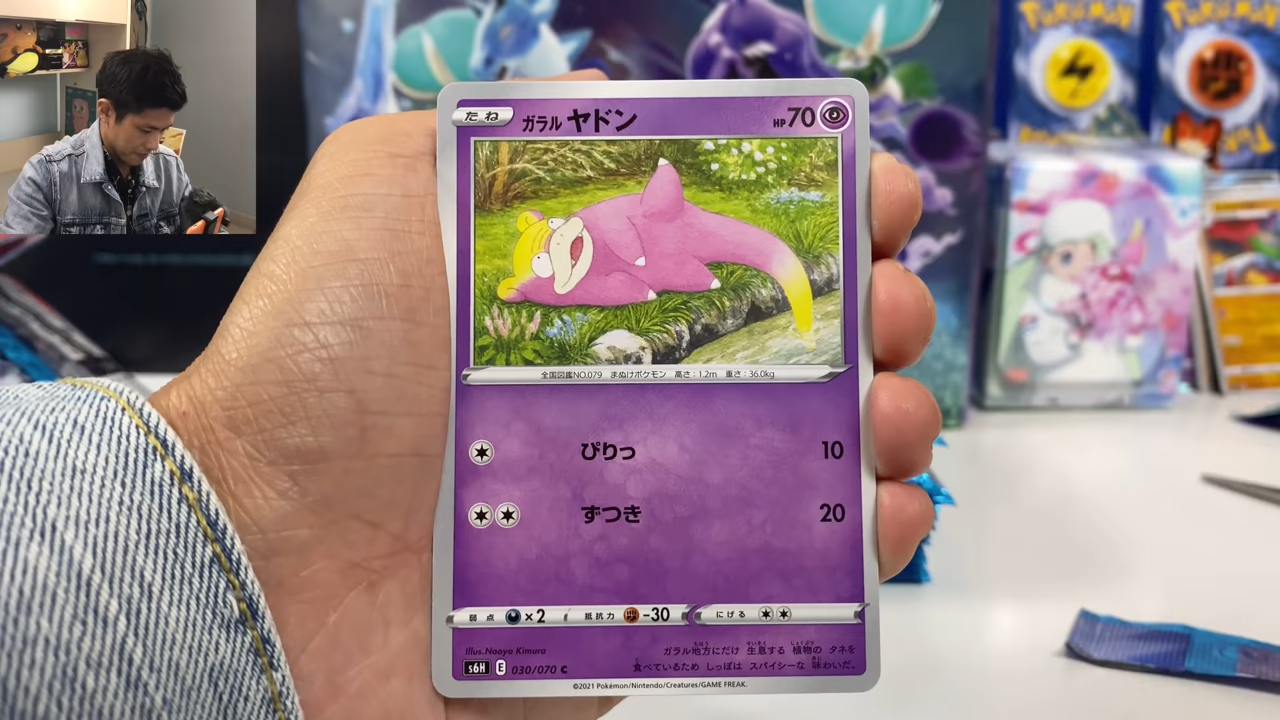 Pokémon
Pokémon
たね
ガラル ヤドン
HP70
全国図鑑NO.079 まぬけポケモン 高さ:1.2m 重さ:36.0kg
ぴりっ 10
ずつき 20
弱点 ×2 抵抗力 -30 にげる
Illus.Naoyo Kimura
ガラル地方にだけ 生息する 植物の タネを
食べているため しっぽは スパイシーな 味わいだ。
s6H E 030/070 C
©2021 Pokémon/Nintendo/Creatures/GAME FREAK.